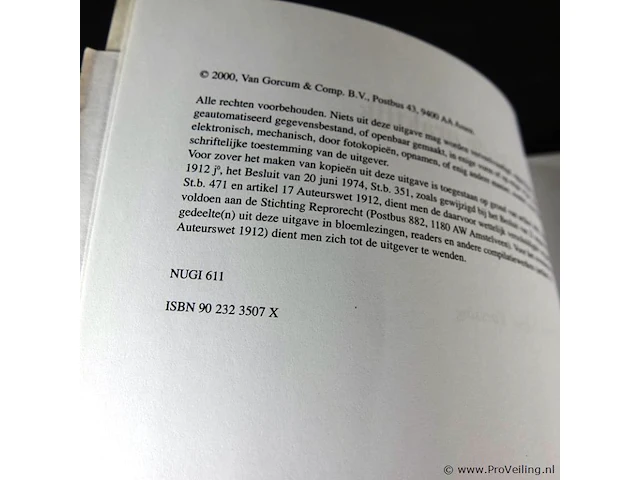 © 2000, Van Gorcum & Comp. B.V., Postbus 43, 9400 AA Assen.
Alle rechten voorbehouden. Niets uit deze uitgave mag worden
geautomatiseerd gegevensbestand, of openbaar gemaakt, in enige
elektronisch, mechanisch, door fotokopieën, opnamen, of enig andere manier,
schriftelijke toestemming van de uitgever.
Voor zover het maken van kopieën uit deze uitgave is toegestaan op grond van
1912 jº, het Besluit van 20 juni 1974, St.b. 351, zoals gewijzigd bij het Besluit van
St.b. 471 en artikel 17 Auteurswet 1912, dient men de daarvoor wettelijk
voldoen aan de Stichting Reprorecht (Postbus 882, 1180 AW Amstelveen). Voor het
gedeelte(n) uit deze uitgave in bloemlezingen, readers en andere compilatiewerken
Auteurswet 1912) dient men zich tot de uitgever te wenden.
NUGI 611
ISBN 90 232 3507 X
© www.ProVeiling.nl